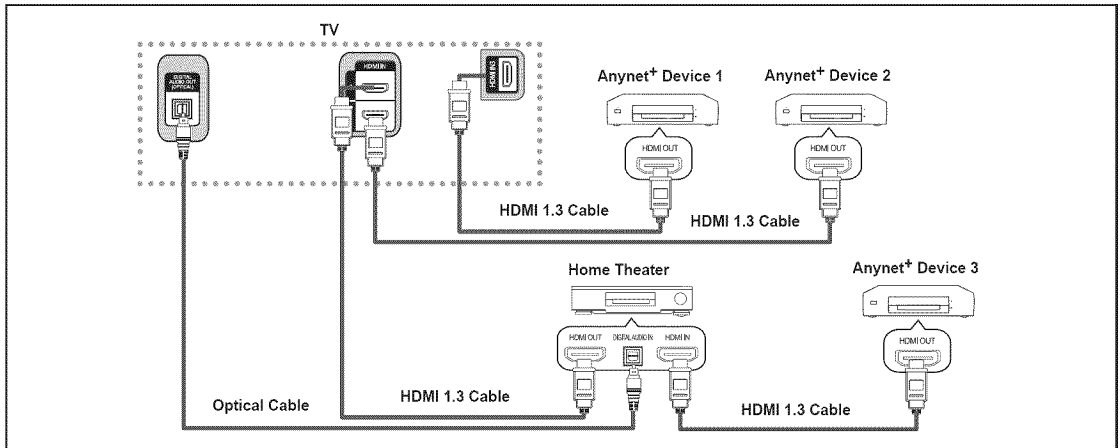 TV
DIGITAL
AUDIO OUT
(OPTICAL)
HDMI IN
HDMI IN
Anynet+ Device 1
Anynet+ Device 2
HDMI OUT
HDMI OUT
HDMI 1.3 Cable
HDMI 1.3 Cable
Home Theater
Anynet+ Device 3
HDMI OUT
DIGITAL AUDIO IN
HDMI IN
HDMI OUT
Optical Cable
HDMI 1.3 Cable
HDMI 1.3 Cable